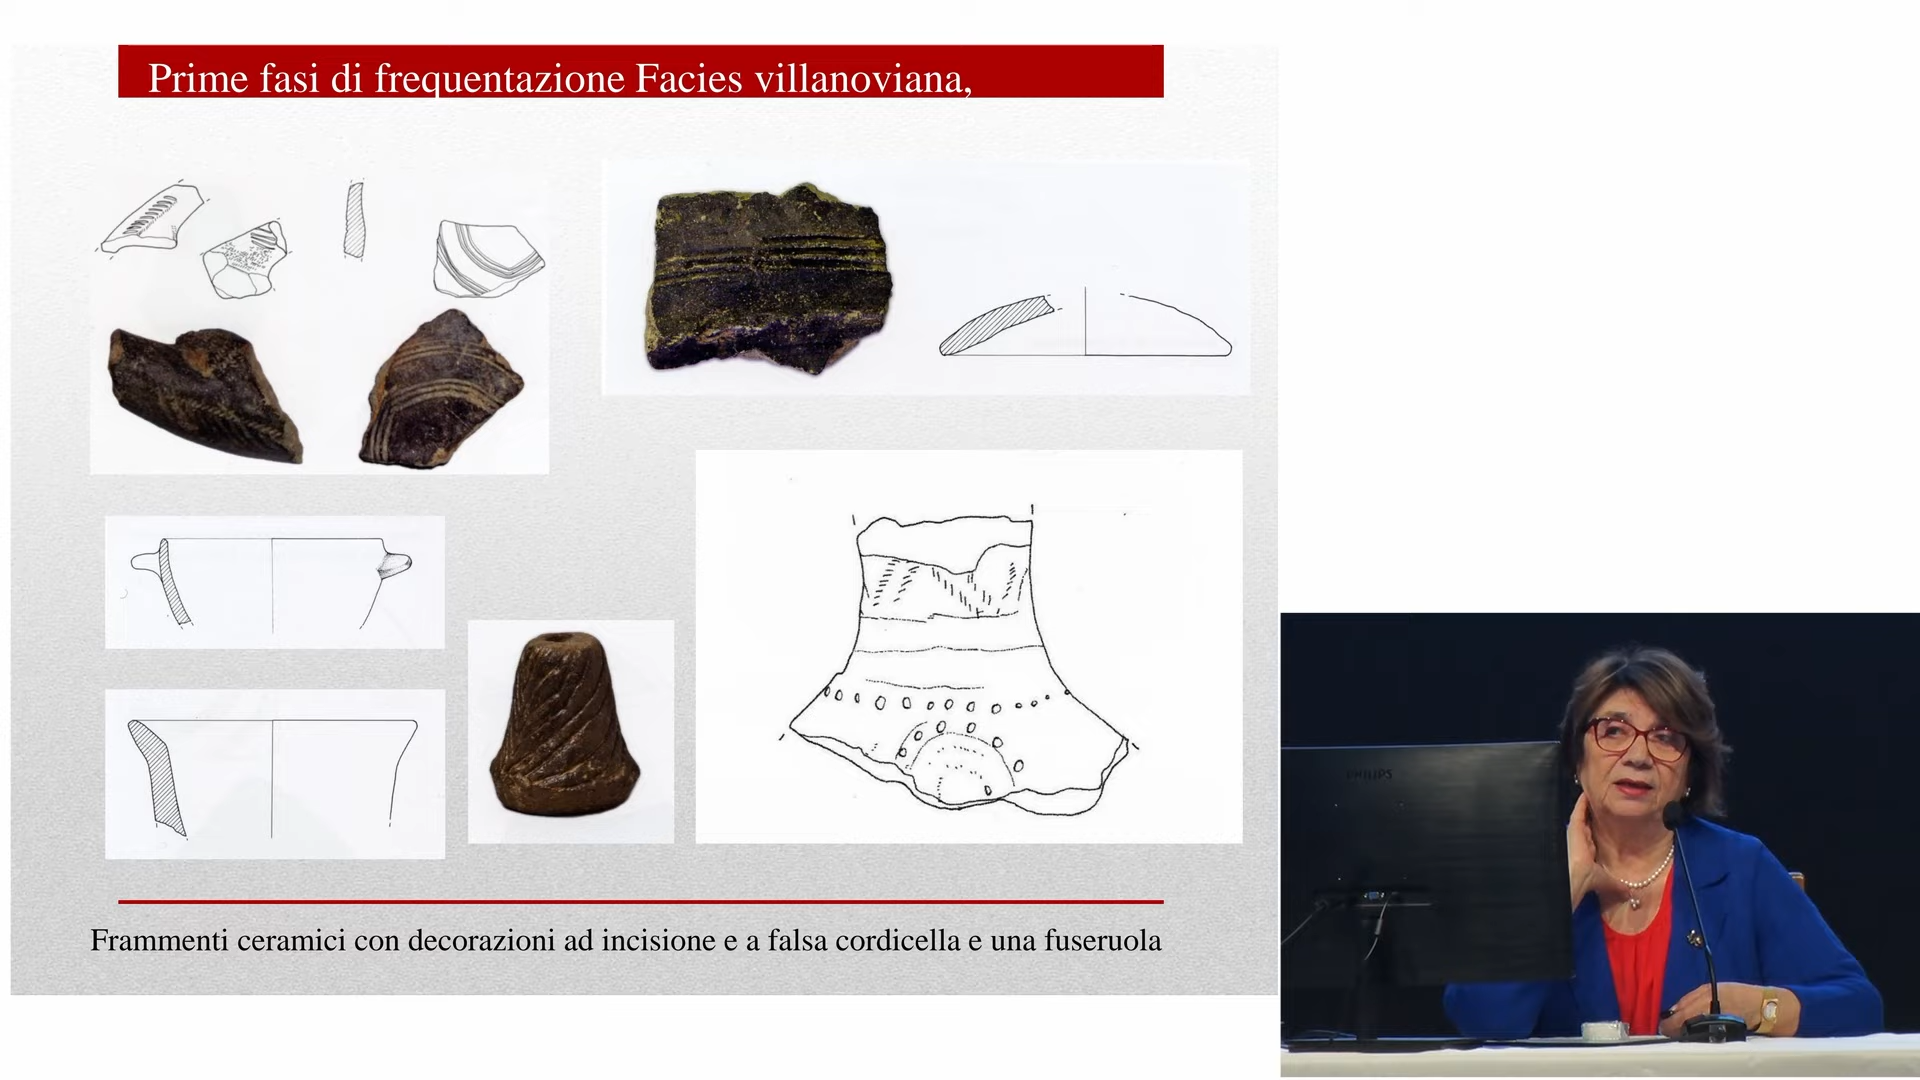 Prime fasi di frequentazione Facies villanoviana,
Frammenti ceramici con decorazioni ad incisione e a falsa cordicella e una fuseruola
PHILIPS